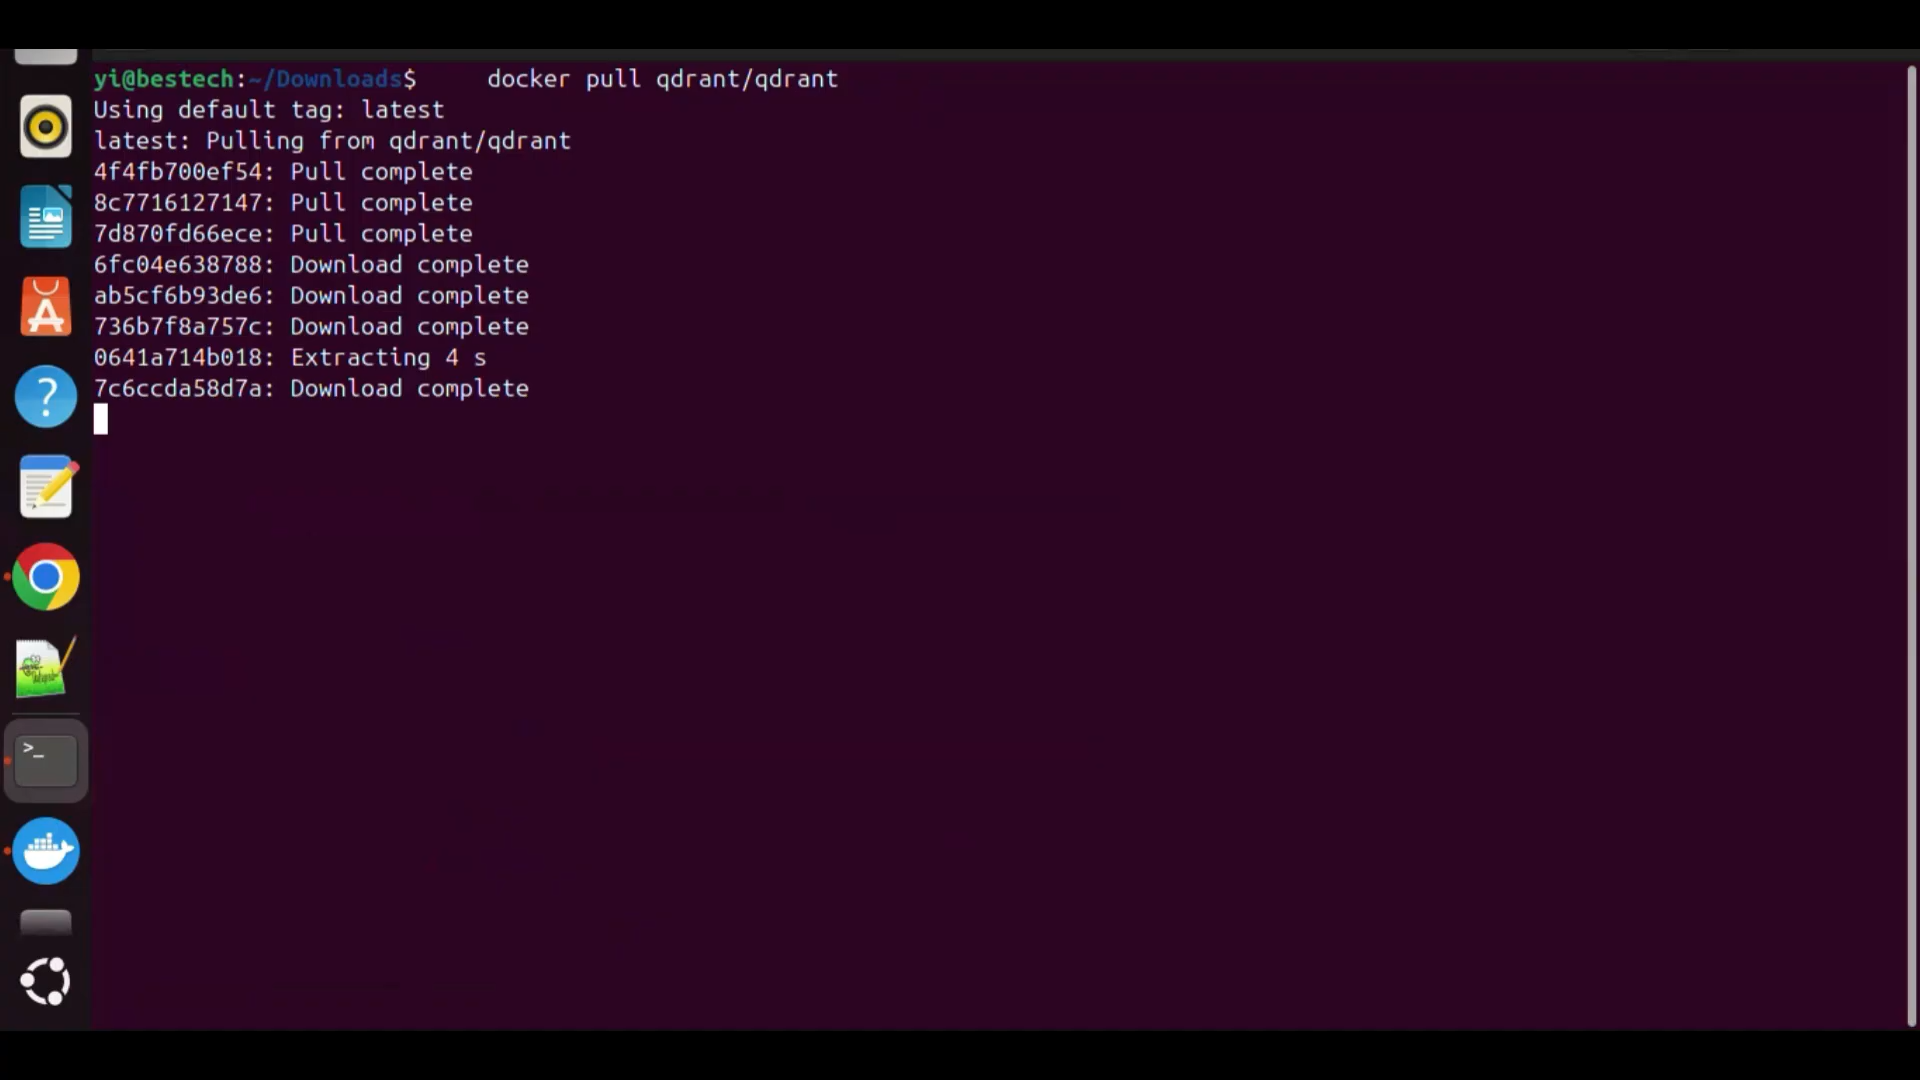 yi@bestech:~/Downloads$     docker pull qdrant/qdrant
Using default tag: latest
latest: Pulling from qdrant/qdrant
4f4fb700ef54: Pull complete
8c7716127147: Pull complete
7d870fd66ece: Pull complete
6fc04e638788: Download complete
ab5cf6b93de6: Download complete
736b7f8a757c: Download complete
0641a714b018: Extracting 4 s
7c6ccda58d7a: Download complete